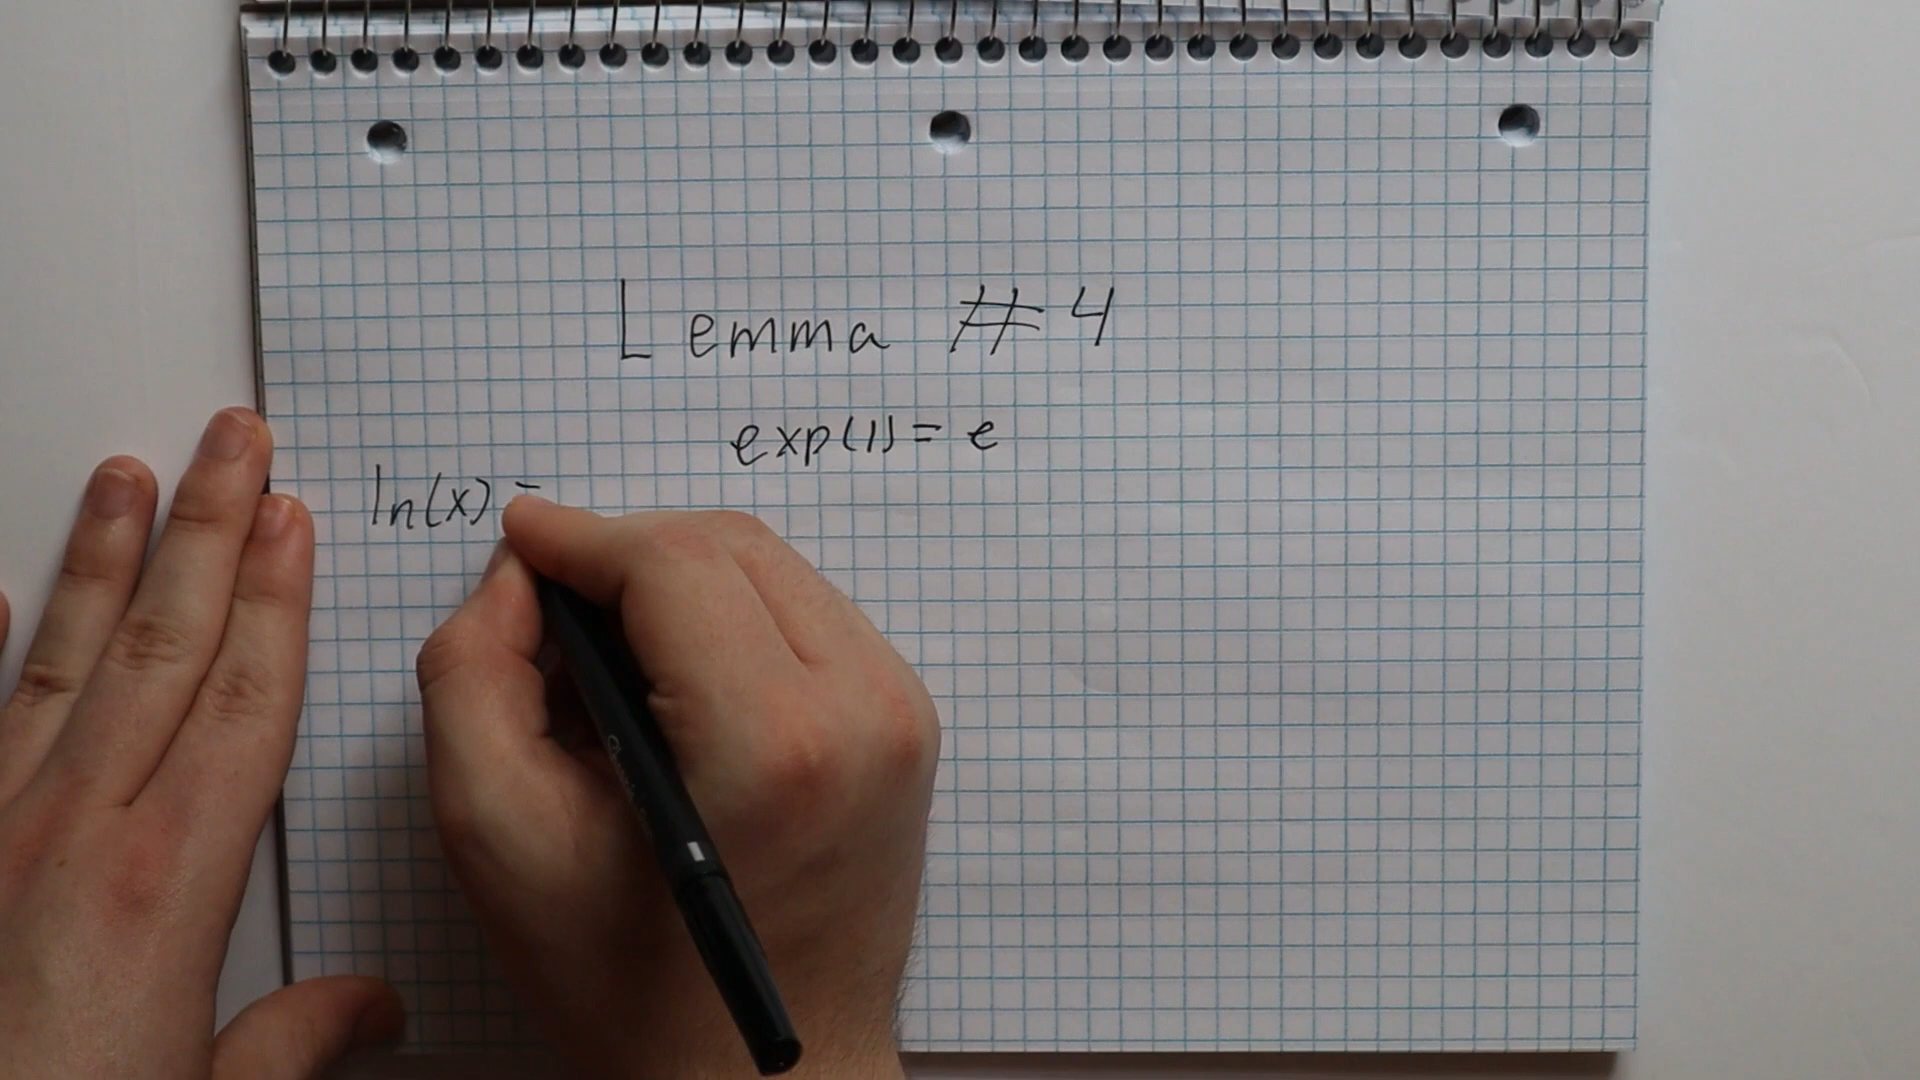 Lemma #4
exp(1) = e
ln(x) =